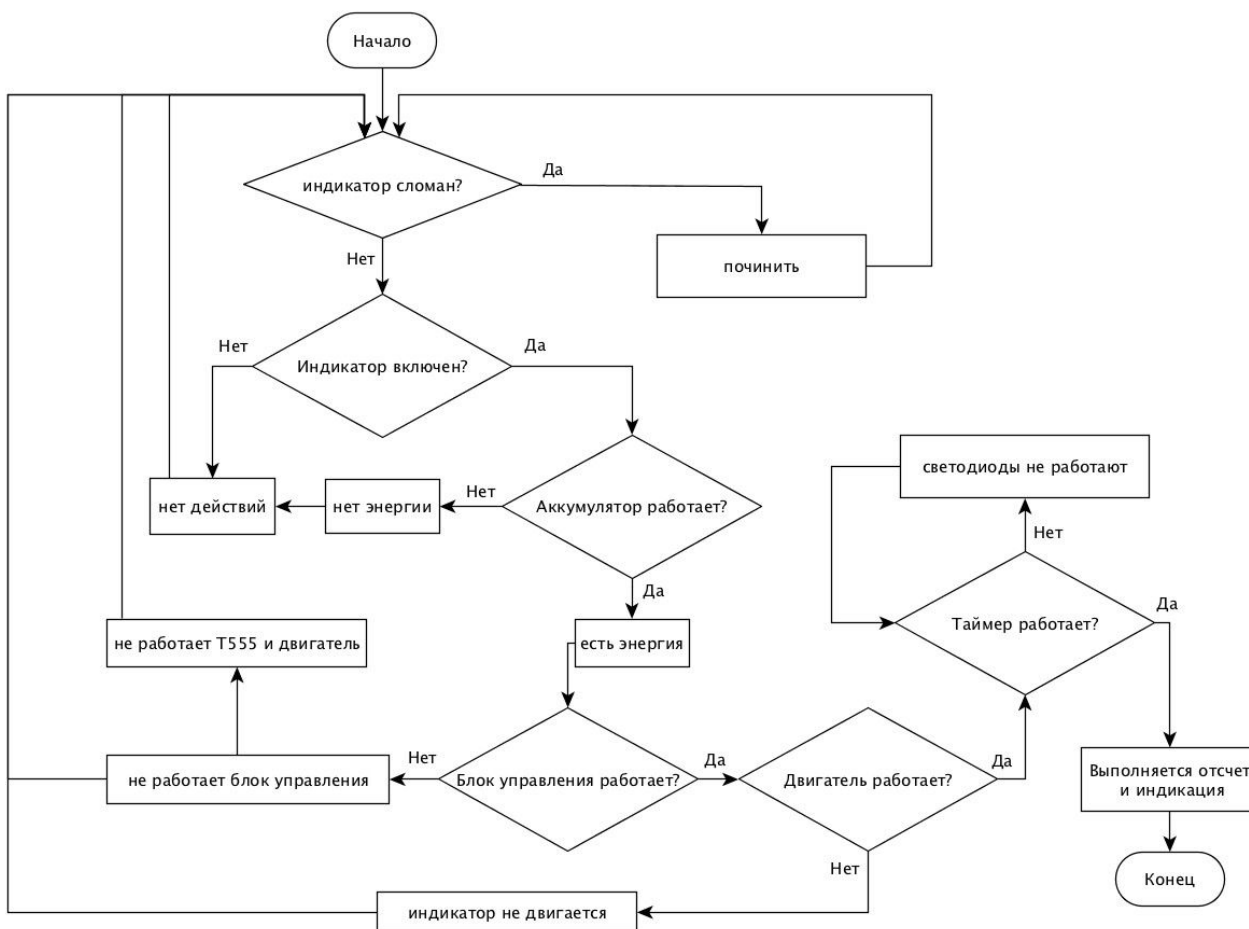 Начало
индикатор сломан?
Да
починить
Нет
Индикатор включен?
Нет
Да
Аккумулятор работает?
Нет
нет энергии
нет действий
Да
есть энергия
светодиоды не работают
Нет
Таймер работает?
Да
не работает Т555 и двигатель
не работает блок управления
Нет
Блок управления работает?
Да
Двигатель работает?
Да
Нет
индикатор не двигается
Выполняется отсчет
и индикация
Конец